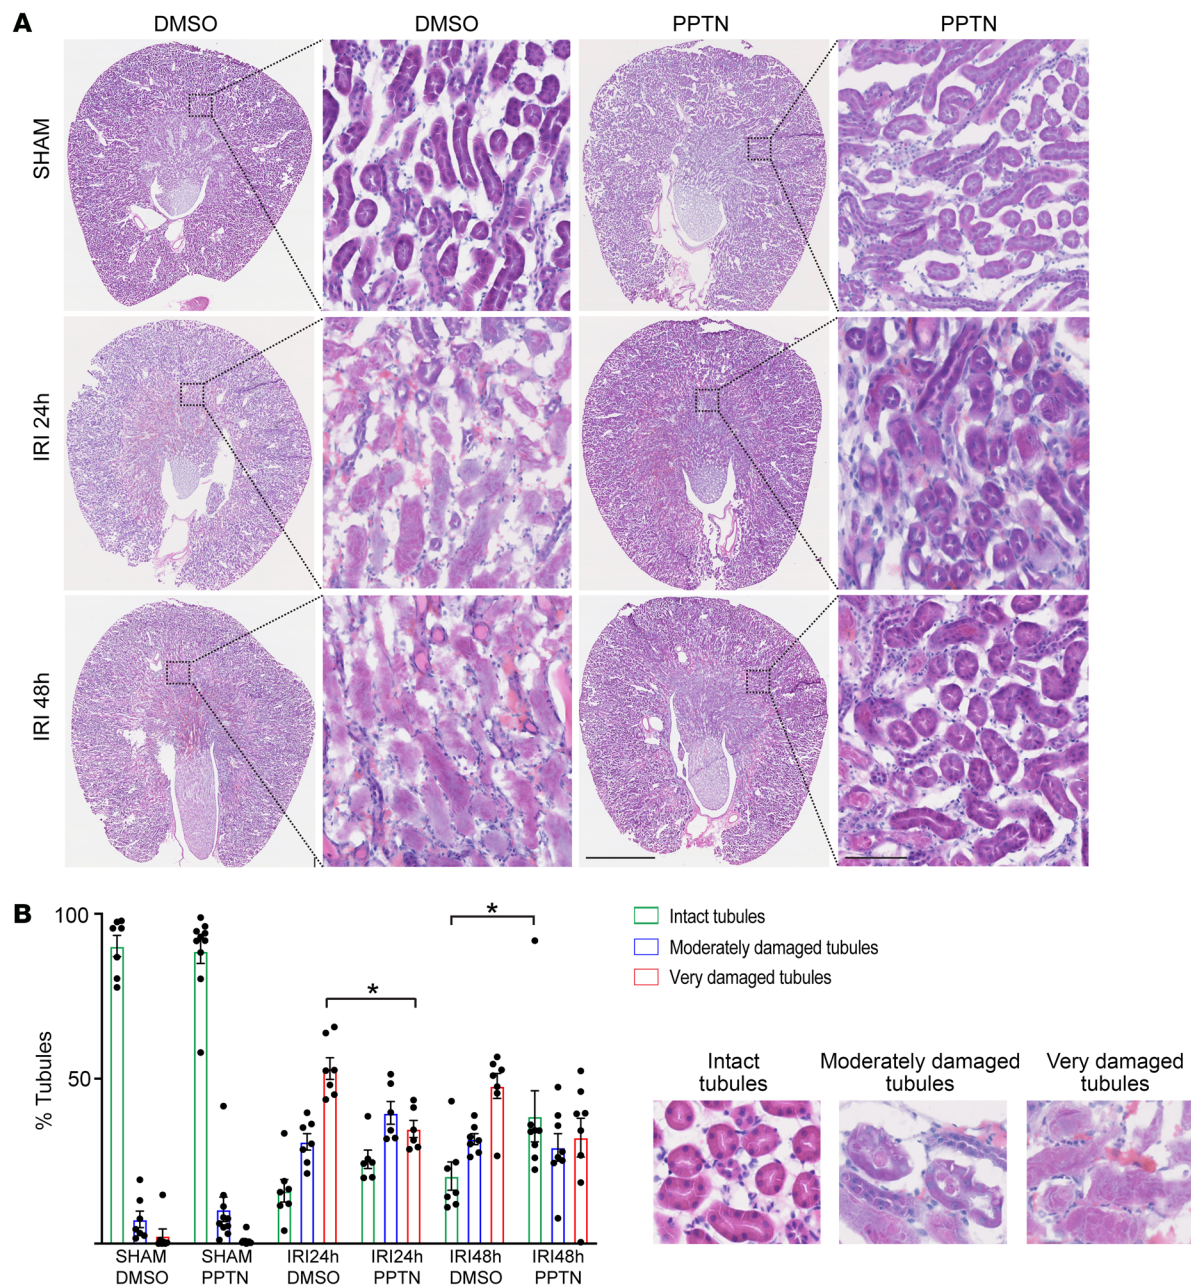 A
DMSO DMSO PPTN PPTN
SHAM
IRI 24h
IRI 48h
B
100
50
% Tubules
*
*
SHAM DMSO
SHAM PPTN
IRI24h DMSO
IRI24h PPTN
IRI48h DMSO
IRI48h PPTN
Intact tubules
Moderately damaged tubules
Very damaged tubules
Intact
tubules
Moderately damaged
tubules
Very damaged
tubules